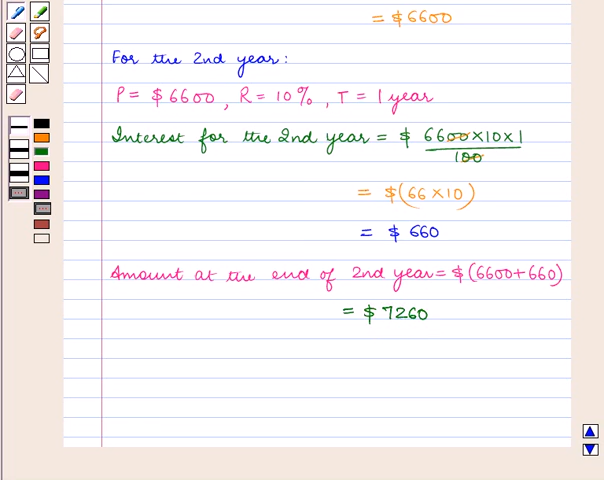 = $ 6600
For the 2nd year:
P = $ 6600 , R = 10% , T = 1 year
Interest for the 2nd year = $ 6600 × 10 × 1 / 100
= $ (66 × 10)
= $ 660
Amount at the end of 2nd year = $ (6600 + 660)
= $ 7260